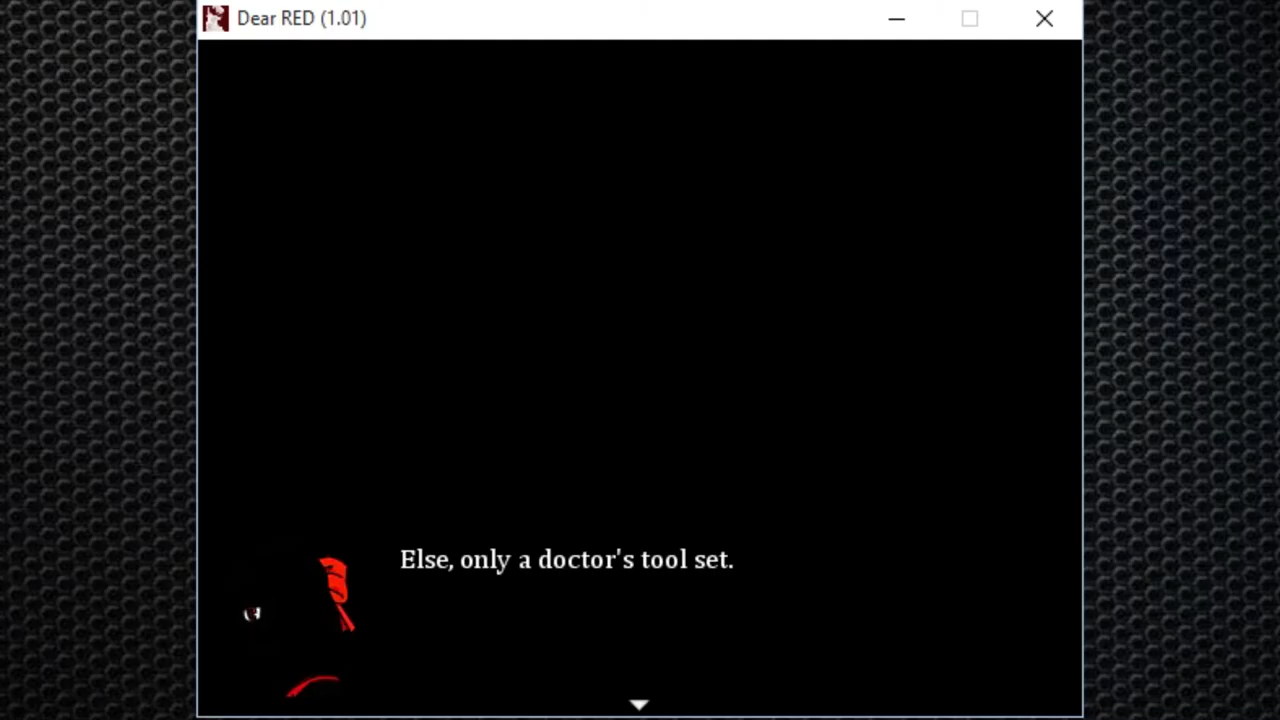 Dear RED (1.01)
Else, only a doctor's tool set.